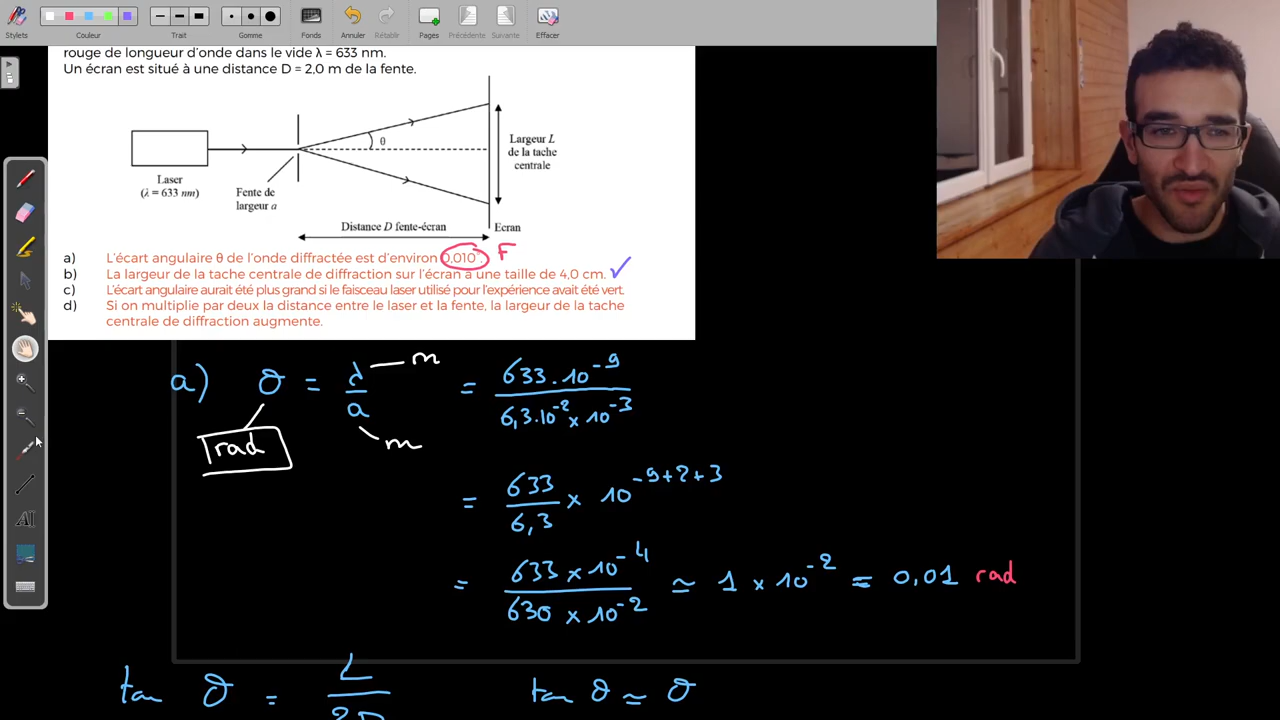 Stylets
Couleur
Trait
Gomme
Fonds
Annuler
Rétablir
Pages
Précédente
Suivante
Effacer
rouge de longueur d'onde dans le vide λ = 633 nm.
Un écran est situé à une distance D = 2,0 m de la fente.
Laser
(λ = 633 nm)
Fente de
largeur a
θ
Largeur L
de la tache
centrale
Distance D fente-écran
Ecran
a) L'écart angulaire θ de l'onde diffractée est d'environ 0,010°. F
b) La largeur de la tache centrale de diffraction sur l'écran a une taille de 4,0 cm. ✓
c) L'écart angulaire aurait été plus grand si le faisceau laser utilisé pour l'expérience avait été vert.
d) Si on multiplie par deux la distance entre le laser et la fente, la largeur de la tache
centrale de diffraction augmente.
a) θ = λ/a = 633.10^-9 / 6,3.10^-2 × 10^-3
m
m
rad
= 633/6,3 × 10^-9+2+3
= 633 × 10^-4 / 630 × 10^-2 ≃ 1 × 10^-2 = 0,01 rad
tan θ = L/2D tan θ ≃ θ
AI